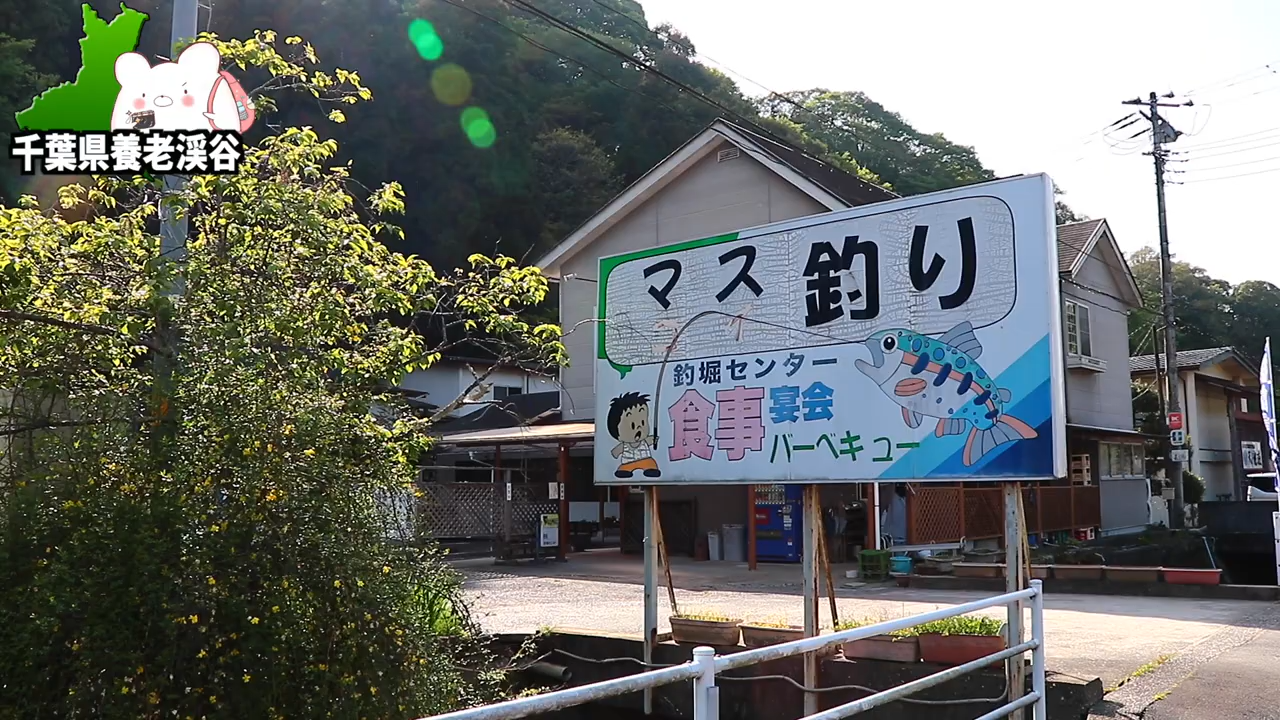 千葉県養老渓谷
マス釣り
釣堀センター
食事 宴会
バーベキュー